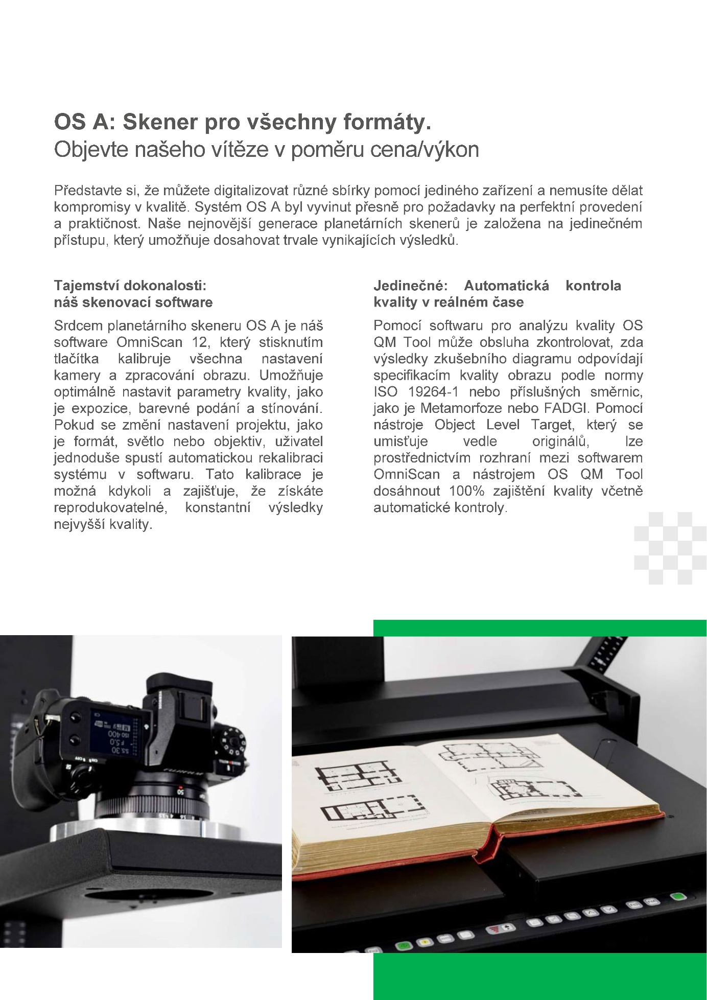 OS A: Skener pro všechny formáty.
Objevte našeho vítěze v poměru cena/výkon
Představte si, že můžete digitalizovat různé sbírky pomocí jediného zařízení a nemusíte dělat
kompromisy v kvalitě. Systém OS A byl vyvinut přesně pro požadavky na perfektní provedení
a praktičnost. Naše nejnovější generace planetárních skenerů je založena na jedinečném
přístupu, který umožňuje dosahovat trvale vynikajících výsledků.
Tajemství dokonalosti:
náš skenovací software
Srdcem planetárního skeneru OS A je náš
software OmniScan 12, který stisknutím
tlačítka kalibruje všechna nastavení
kamery a zpracování obrazu. Umožňuje
optimálně nastavit parametry kvality, jako
je expozice, barevné podání a stínování.
Pokud se změní nastavení projektu, jako
je formát, světlo nebo objektiv, uživatel
jednoduše spustí automatickou rekalibraci
systému v softwaru. Tato kalibrace je
možná kdykoli a zajišťuje, že získáte
reprodukovatelné, konstantní výsledky
nejvyšší kvality.
Jedinečné: Automatická kontrola
kvality v reálném čase
Pomocí softwaru pro analýzu kvality OS
QM Tool může obsluha zkontrolovat, zda
výsledky zkušebního diagramu odpovídají
specifikacím kvality obrazu podle normy
ISO 19264-1 nebo příslušných směrnic,
jako je Metamorfoze nebo FADGI. Pomocí
nástroje Object Level Target, který se
umisťuje vedle originálů, lze
prostřednictvím rozhraní mezi softwarem
OmniScan a nástrojem OS QM Tool
dosáhnout 100% zajištění kvality včetně
automatické kontroly.
ISO 400
F 5.0
S.S. 30
FUJIFILM
50